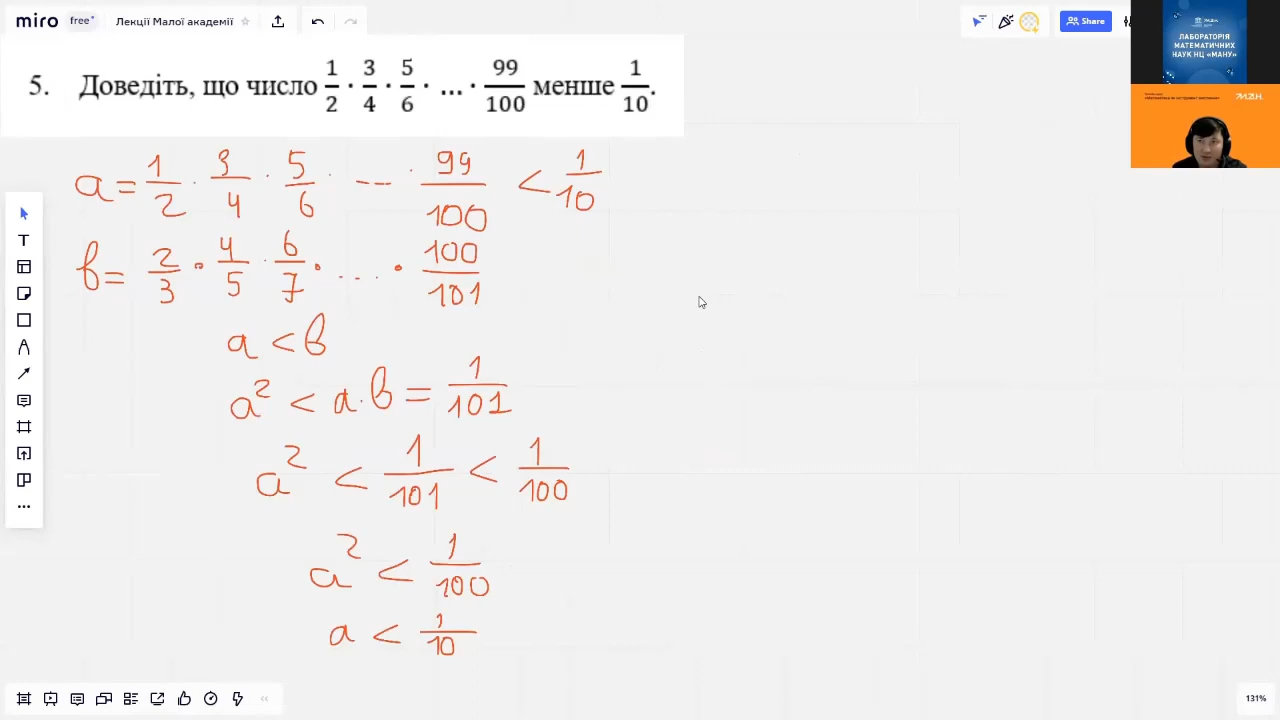 miro free Лекції Малої академії Share
ЛАБОРАТОРІЯ
МАТЕМАТИЧНИХ
НАУК НЦ «МАНУ»
5. Доведіть, що число 1/2 · 3/4 · 5/6 · ... · 99/100 менше 1/10.
a = 1/2 · 3/4 · 5/6 · --- · 99/100 < 1/10
b = 2/3 · 4/5 · 6/7 · ... · 100/101
a < b
a² < a · b = 1/101
a² < 1/101 < 1/100
a² < 1/100
a < 1/10
131%